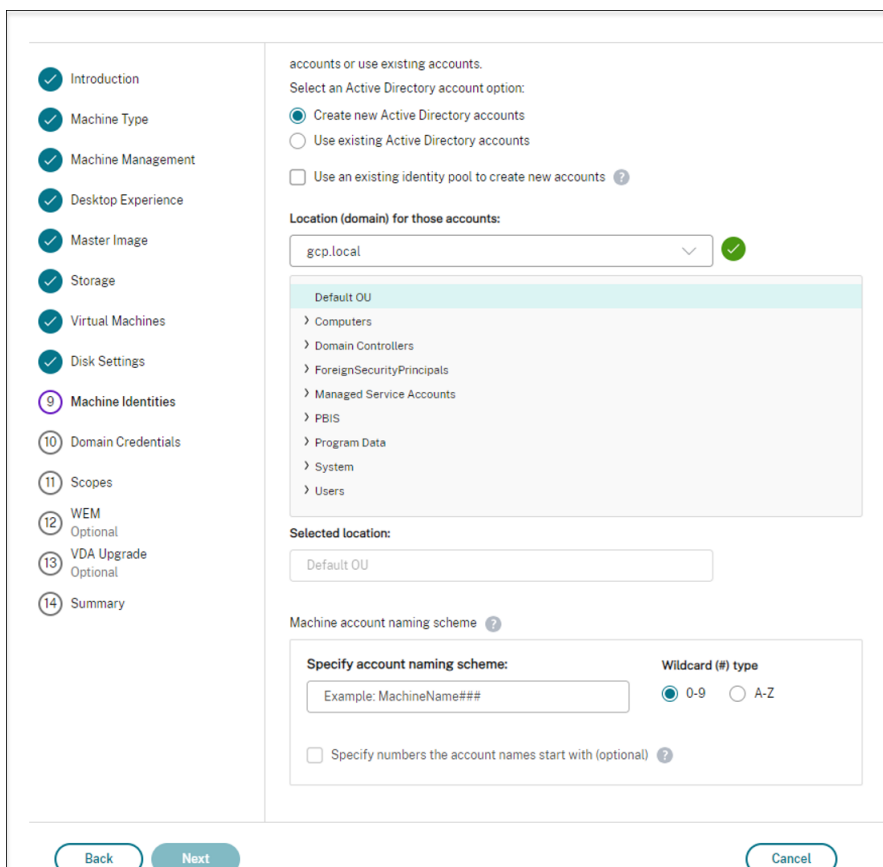 Introduction
Machine Type
Machine Management
Desktop Experience
Master Image
Storage
Virtual Machines
Disk Settings
9 Machine Identities
10 Domain Credentials
11 Scopes
12 WEM
Optional
13 VDA Upgrade
Optional
14 Summary
accounts or use existing accounts.
Select an Active Directory account option:
Create new Active Directory accounts
Use existing Active Directory accounts
Use an existing identity pool to create new accounts ?
Location (domain) for those accounts:
gcp.local
Default OU
Computers
Domain Controllers
ForeignSecurityPrincipals
Managed Service Accounts
PBIS
Program Data
System
Users
Selected location:
Default OU
Machine account naming scheme ?
Specify account naming scheme:
Example: MachineName###
Wildcard (#) type
0-9 A-Z
Specify numbers the account names start with (optional) ?
Back Next Cancel